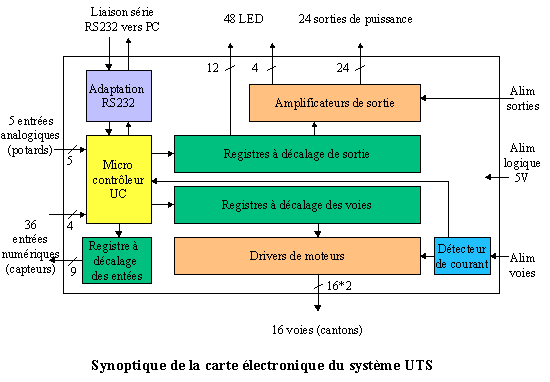 Liaison série
RS232 vers PC
48 LED
24 sorties de puissance
12
4
24
Adaptation
RS232
Amplificateurs de sortie
Alim
sorties
5 entrées
analogiques
(potards)
5
Micro
contrôleur
UC
Registres à décalage de sortie
Alim
logique
5V
Registres à décalage des voies
36
entrées
numériques
(capteurs)
4
9
Registre à
décalage
des entées
Drivers de moteurs
Détecteur
de courant
Alim
voies
16*2
16 voies (cantons)
Synoptique de la carte électronique du système UTS